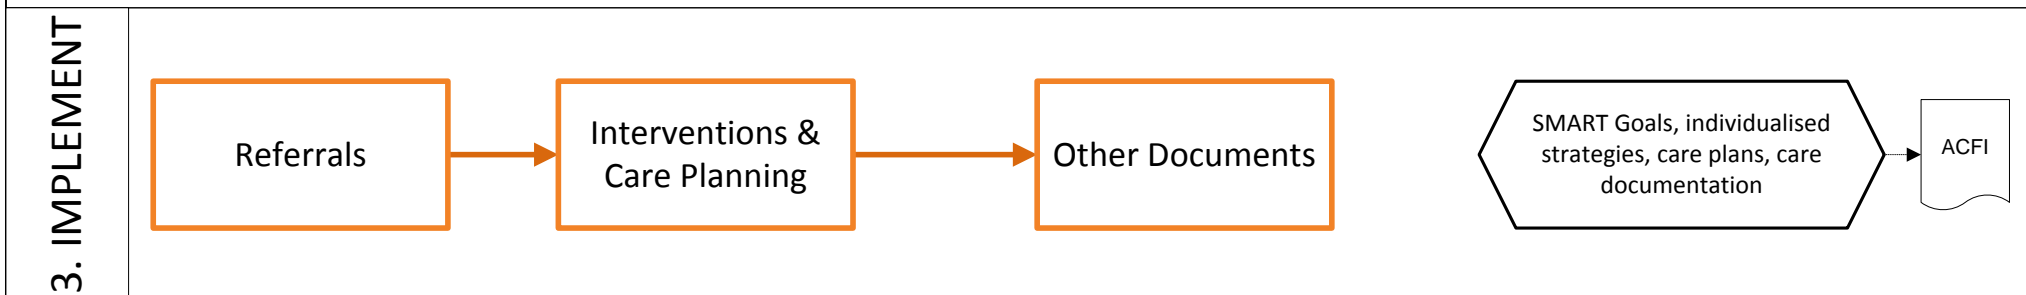 3. IMPLEMENT
Referrals
Interventions &
Care Planning
Other Documents
SMART Goals, individualised
strategies, care plans, care
documentation
ACFI